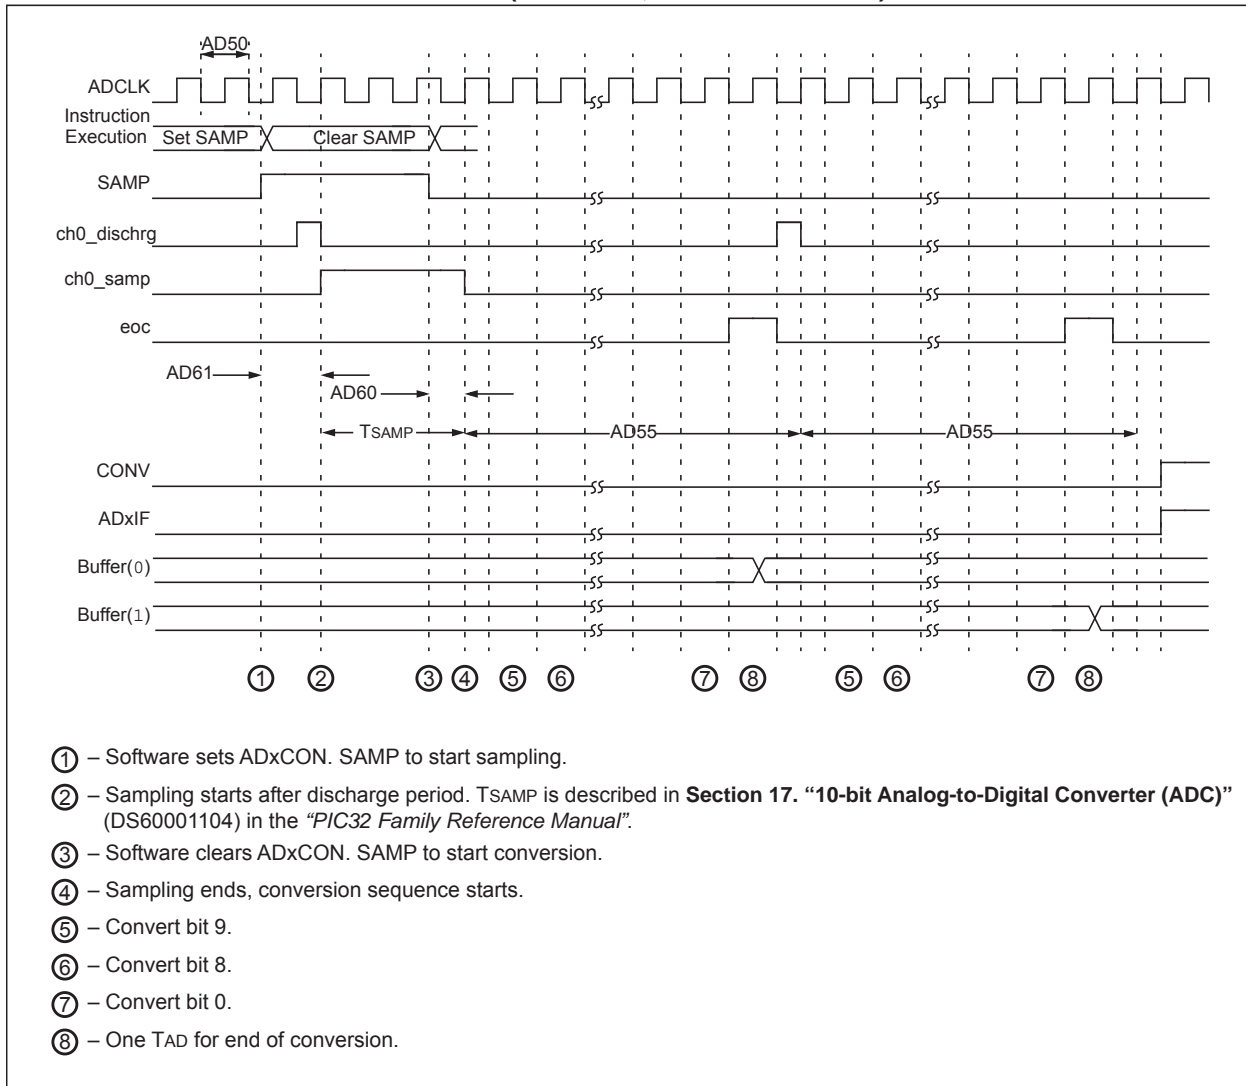 AD50
ADCLK
Instruction
Execution Set SAMP Clear SAMP
SAMP
ch0_dischrg
ch0_samp
eoc
AD61
AD60
TSAMP AD55 AD55
CONV
ADxIF
Buffer(0)
Buffer(1)
① ② ③ ④ ⑤ ⑥ ⑦ ⑧ ⑤ ⑥ ⑦ ⑧
① – Software sets ADxCON. SAMP to start sampling.
② – Sampling starts after discharge period. TSAMP is described in Section 17. “10-bit Analog-to-Digital Converter (ADC)”
(DS60001104) in the “PIC32 Family Reference Manual”.
③ – Software clears ADxCON. SAMP to start conversion.
④ – Sampling ends, conversion sequence starts.
⑤ – Convert bit 9.
⑥ – Convert bit 8.
⑦ – Convert bit 0.
⑧ – One TAD for end of conversion.